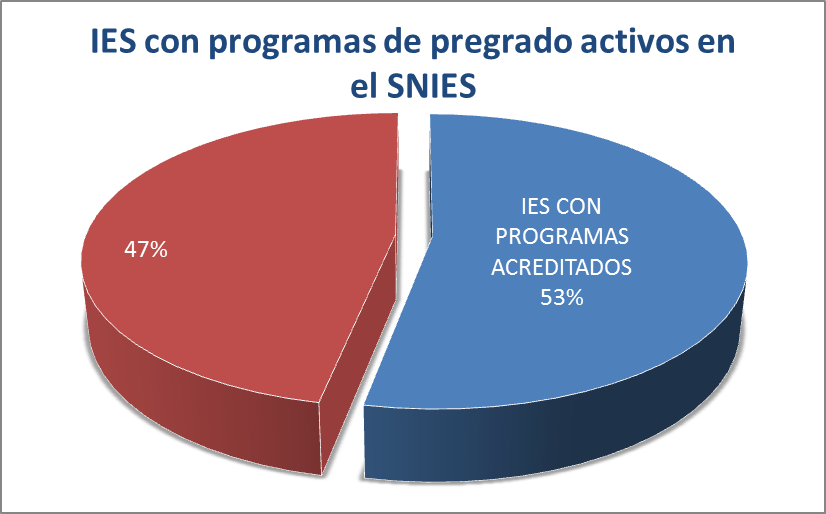 IES con programas de pregrado activos en
el SNIES
47%
IES CON
PROGRAMAS
ACREDITADOS
53%